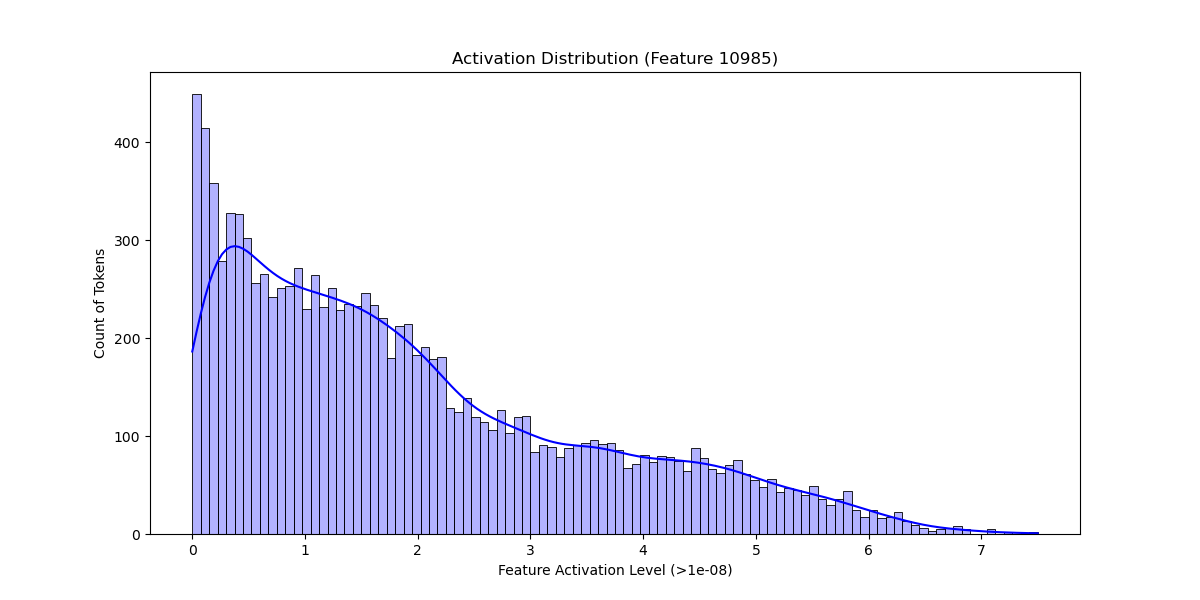 Activation Distribution (Feature 10985)
Count of Tokens
400
300
200
100
0
0 1 2 3 4 5 6 7
Feature Activation Level (>1e-08)